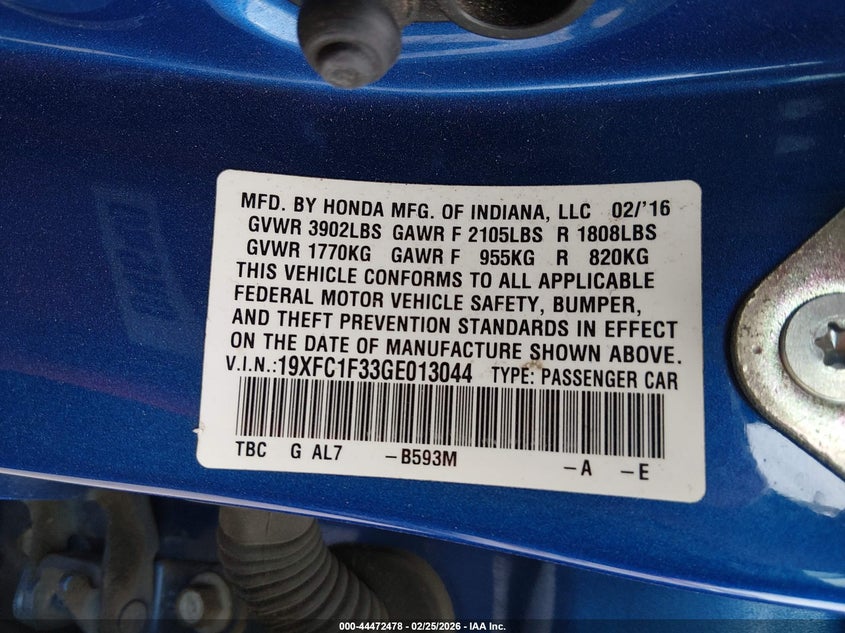 MFD. BY HONDA MFG. OF INDIANA, LLC 02/'16
GVWR 3902LBS GAWR F 2105LBS R 1808LBS
GVWR 1770KG GAWR F 955KG R 820KG
THIS VEHICLE CONFORMS TO ALL APPLICABLE
FEDERAL MOTOR VEHICLE SAFETY, BUMPER,
AND THEFT PREVENTION STANDARDS IN EFFECT
ON THE DATE OF MANUFACTURE SHOWN ABOVE.
V.I.N.:19XFC1F33GE013044 TYPE: PASSENGER CAR
TBC G AL7 -B593M -A -E
000-44472478 - 02/25/2026 - IAA Inc.